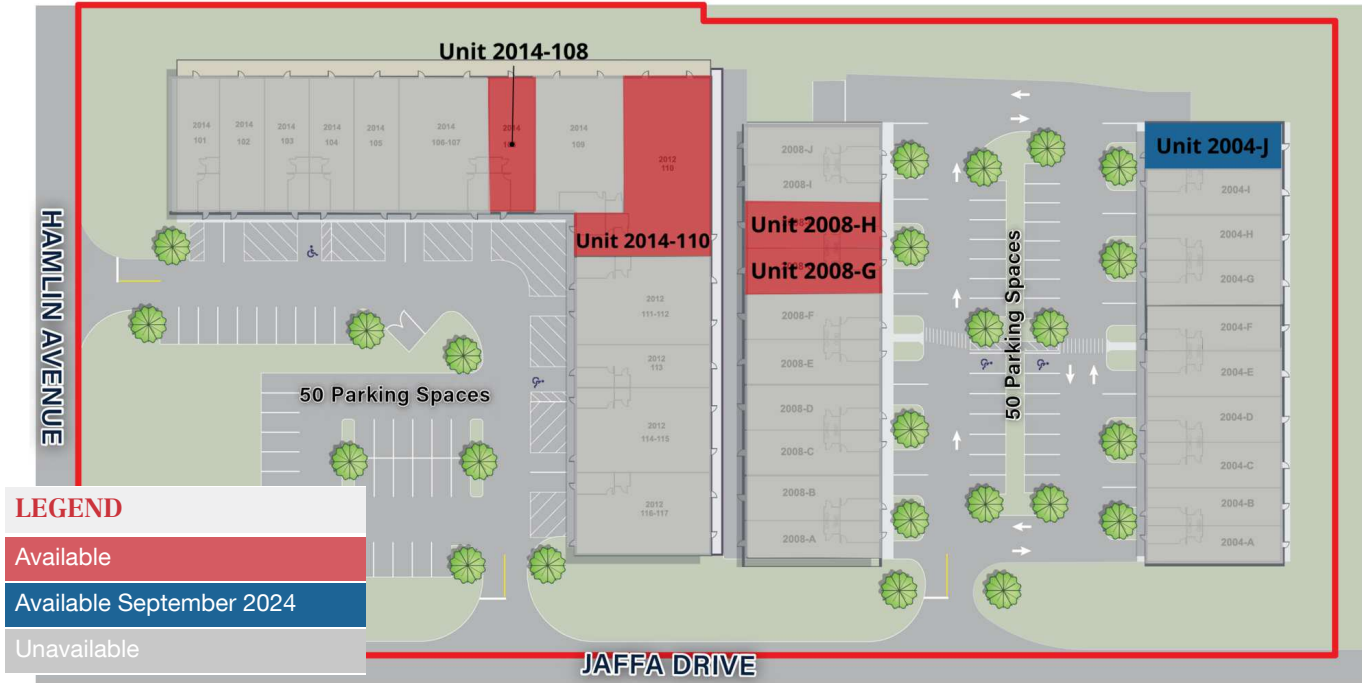 Unit 2014-108
2014
101
2014
102
2014
103
2014
104
2014
105
2014
106-107
2014
2014
109
2012
110
Unit 2014-110
2012
111-112
2012
113
2012
114-115
2012
116-117
2008-J
2008-I
Unit 2008-H
Unit 2008-G
2008-F
2008-E
2008-D
2008-C
2008-B
2008-A
Unit 2004-J
2004-I
2004-H
2004-G
2004-F
2004-E
2004-D
2004-C
2004-B
2004-A
50 Parking Spaces
50 Parking Spaces
HAMLIN AVENUE
JAFFA DRIVE
LEGEND
Available
Available September 2024
Unavailable